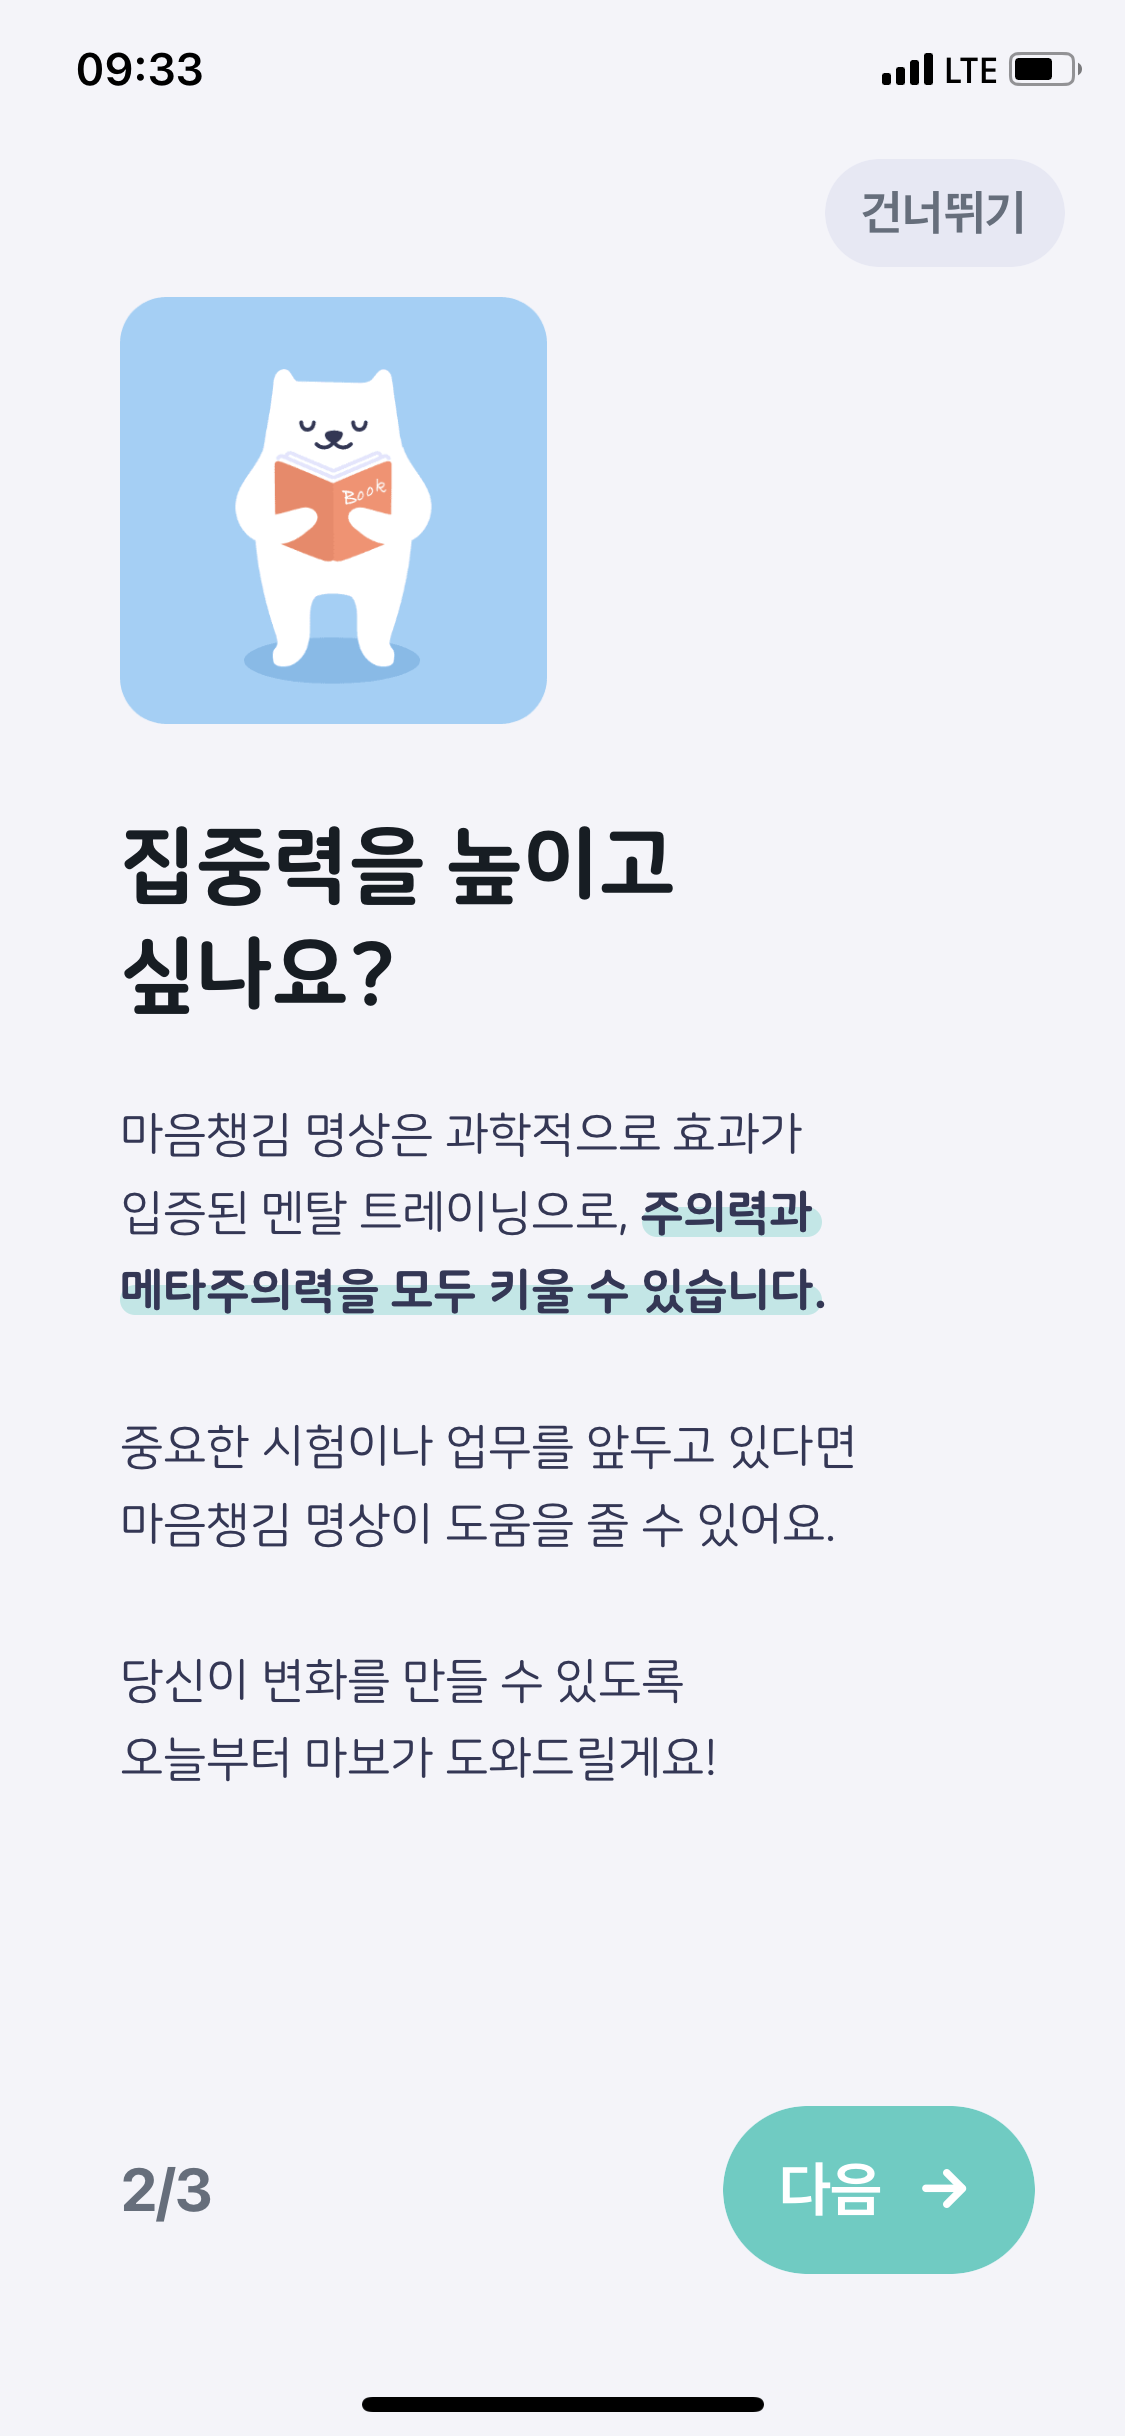 09:33
LTE
건너뛰기
Book
집중력을 높이고
싶나요?
마음챙김 명상은 과학적으로 효과가
입증된 멘탈 트레이닝으로, 주의력과
메타주의력을 모두 키울 수 있습니다.
중요한 시험이나 업무를 앞두고 있다면
마음챙김 명상이 도움을 줄 수 있어요.
당신이 변화를 만들 수 있도록
오늘부터 마보가 도와드릴게요!
2/3
다음